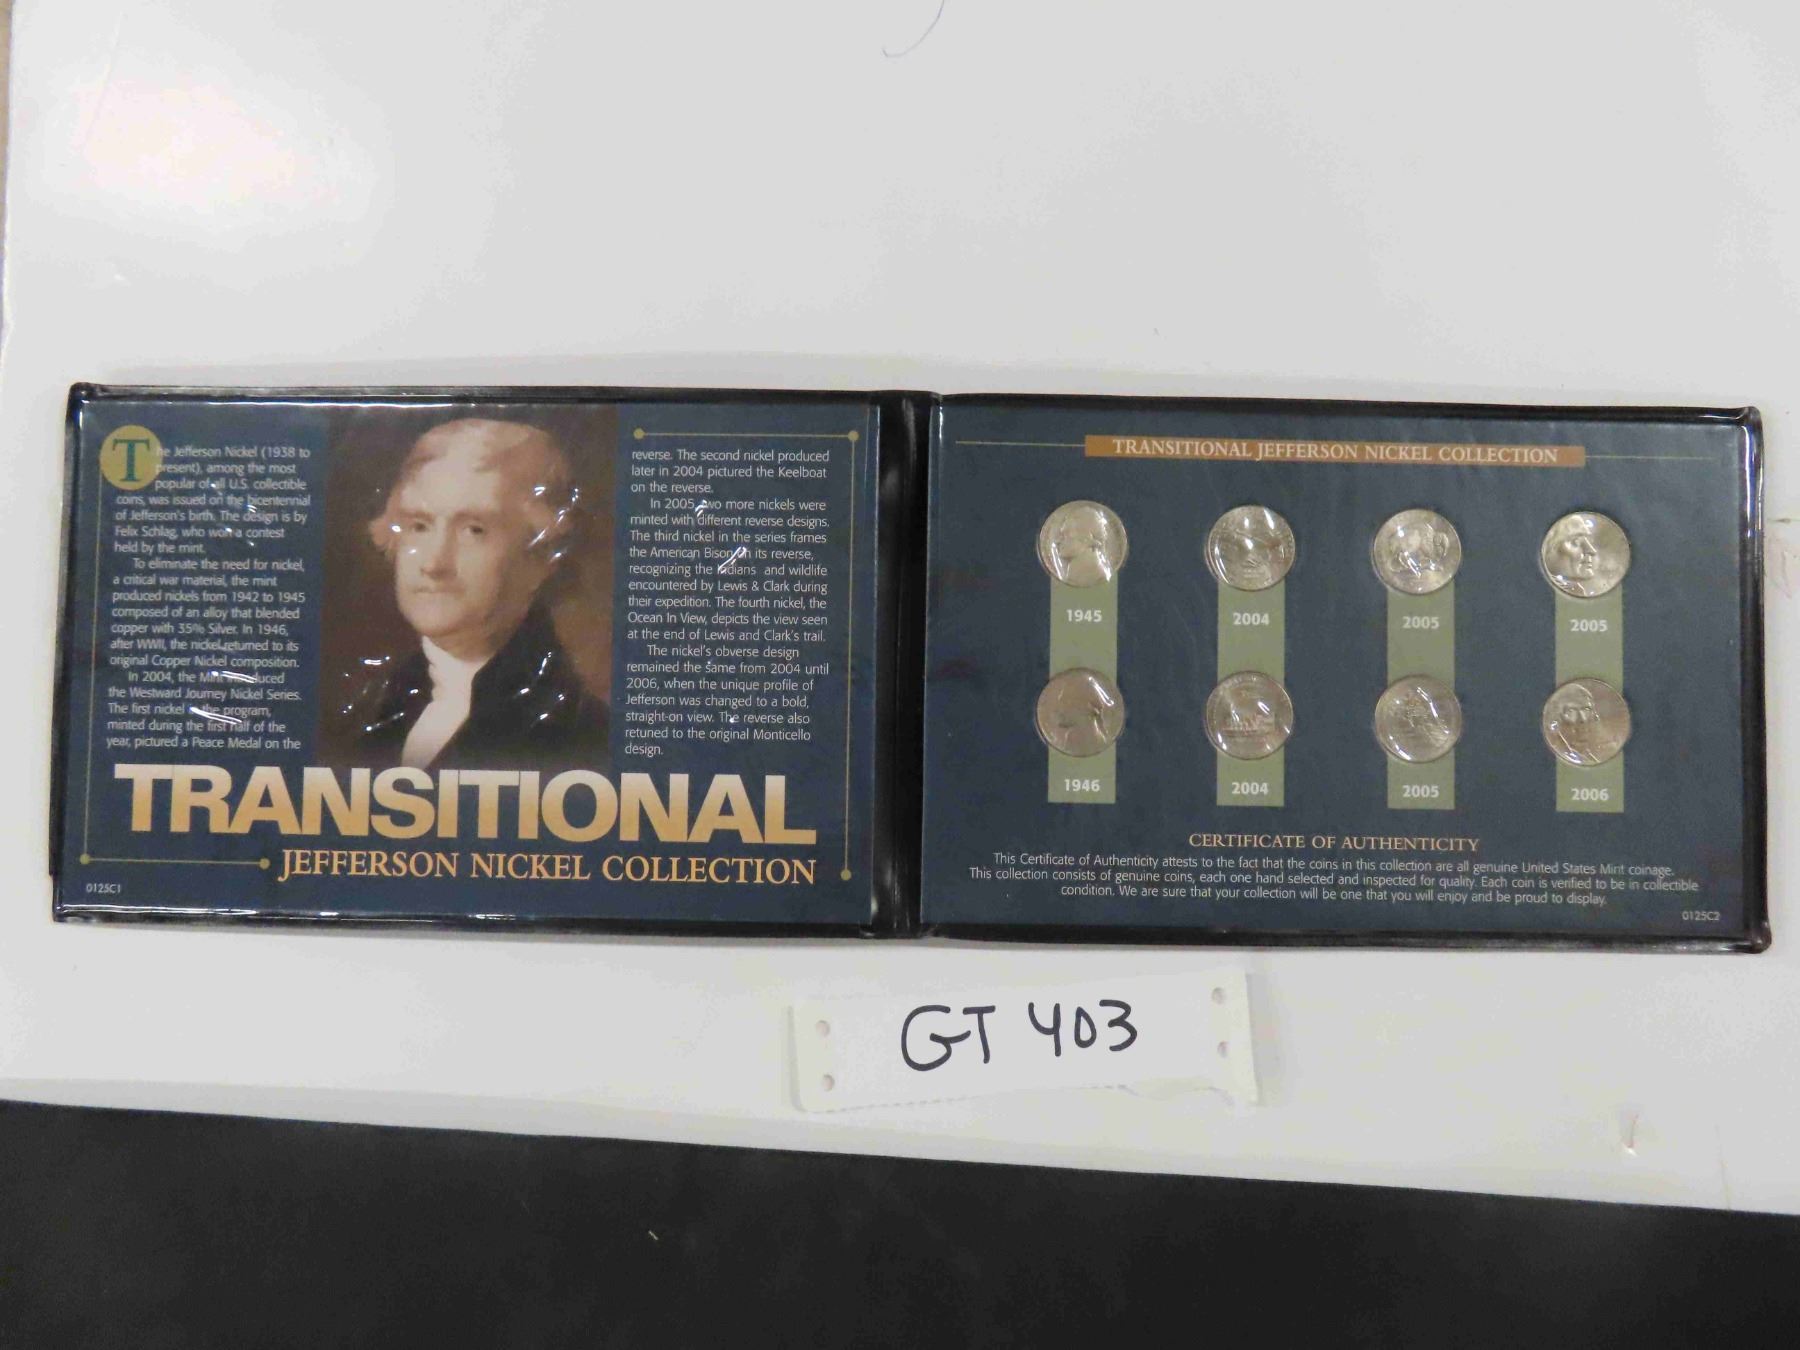 The Jefferson Nickel (1938 to
present), among the most
popular of all U.S. collectible
coins, was issued on the bicentennial
of Jefferson's birth. The design is by
Felix Schlag, who won a contest
held by the mint.
To eliminate the need for nickel,
a critical war material, the mint
produced nickels from 1942 to 1945
composed of an alloy that blended
copper with 35% Silver. In 1946,
after WWII, the nickel returned to its
original Copper Nickel composition.
In 2004, the Mint introduced
the Westward Journey Nickel Series.
The first nickel the program,
minted during the first half of the
year, pictured a Peace Medal on the
reverse. The second nickel produced
later in 2004 pictured the Keelboat
on the reverse.
In 2005, two more nickels were
minted with different reverse designs.
The third nickel in the series frames
the American Bison on its reverse,
recognizing the Indians and wildlife
encountered by Lewis & Clark during
their expedition. The fourth nickel, the
Ocean In View, depicts the view seen
at the end of Lewis and Clark's trail.
The nickel's obverse design
remained the same from 2004 until
2006, when the unique profile of
Jefferson was changed to a bold,
straight-on view. The reverse also
retuned to the original Monticello
design.
TRANSITIONAL
JEFFERSON NICKEL COLLECTION
0125C1
TRANSITIONAL JEFFERSON NICKEL COLLECTION
1945 2004 2005 2005
1946 2004 2005 2006
CERTIFICATE OF AUTHENTICITY
This Certificate of Authenticity attests to the fact that the coins in this collection are all genuine United States Mint coinage.
This collection consists of genuine coins, each one hand selected and inspected for quality. Each coin is verified to be in collectible
condition. We are sure that your collection will be one that you will enjoy and be proud to display.
0125C2
GT 403